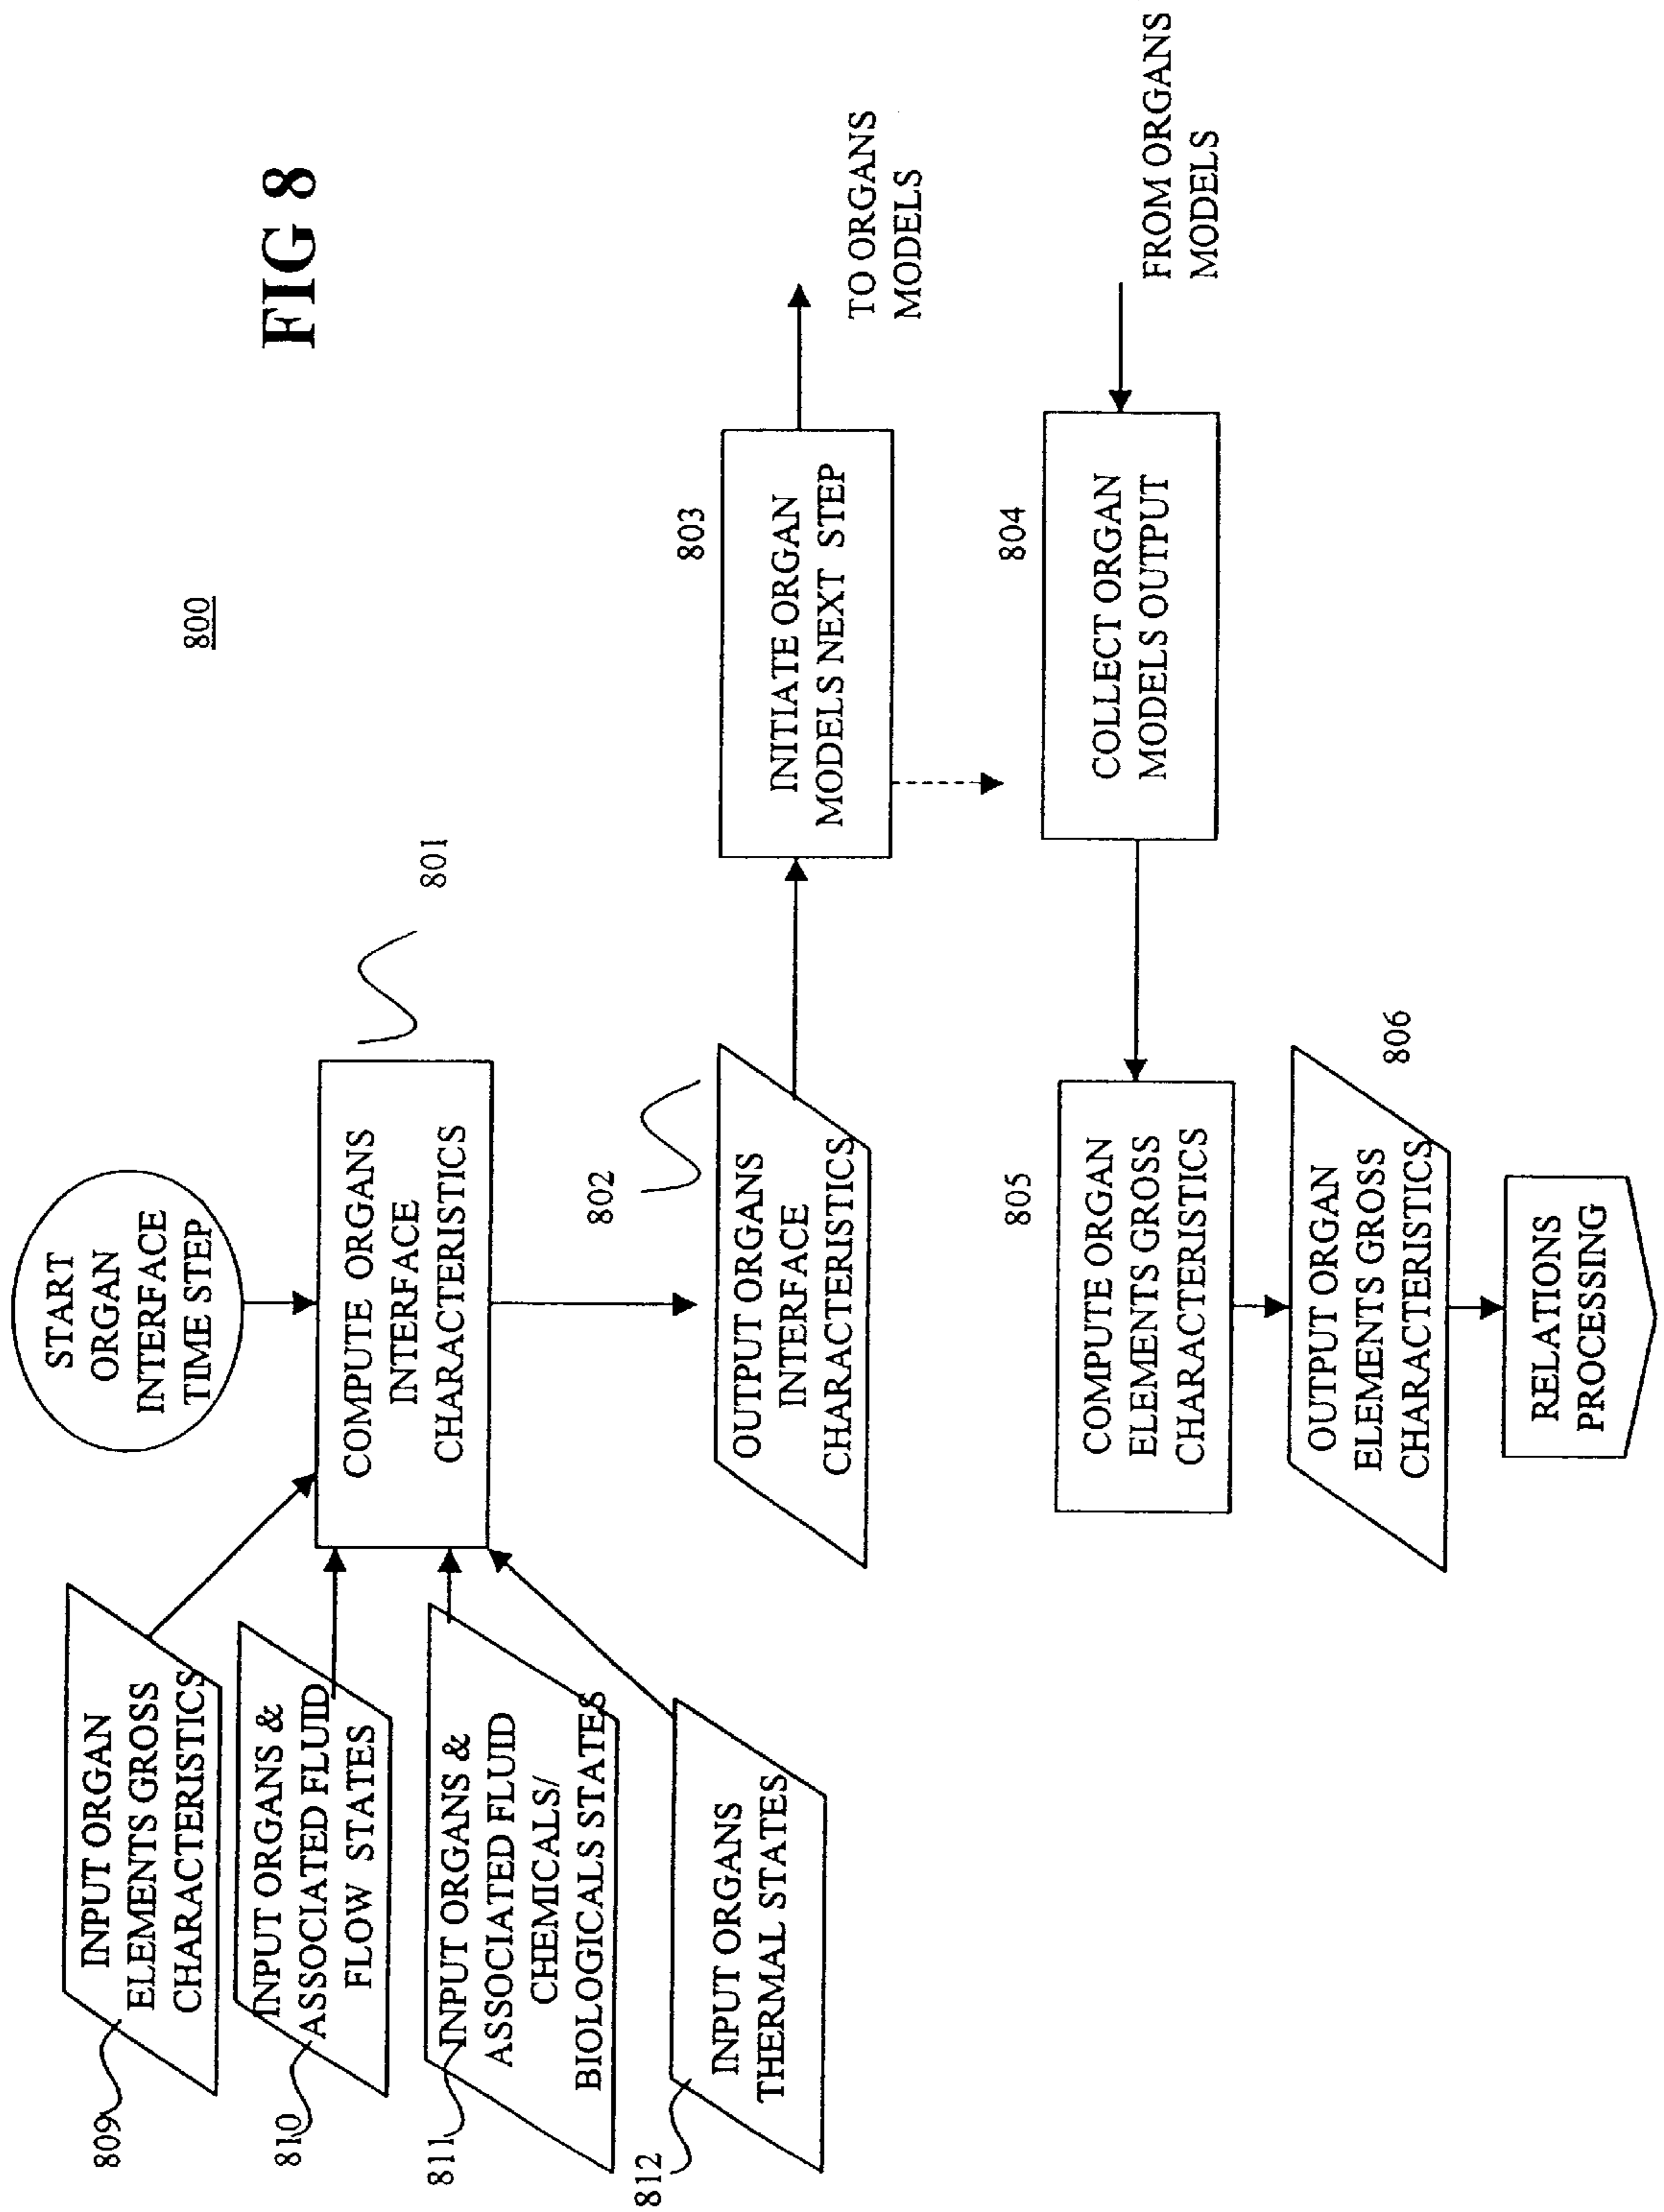 FIG 8
800
START
ORGAN
INTERFACE
TIME STEP
809
INPUT ORGAN
ELEMENTS GROSS
CHARACTERISTICS
810
INPUT ORGANS &
ASSOCIATED FLUID
FLOW STATES
811
INPUT ORGANS &
ASSOCIATED FLUID
CHEMICALS/
BIOLOGICALS STATES
812
INPUT ORGANS
THERMAL STATES
801
COMPUTE ORGANS
INTERFACE
CHARACTERISTICS
802
OUTPUT ORGANS
INTERFACE
CHARACTERISTICS
803
INITIATE ORGAN
MODELS NEXT STEP
TO ORGANS
MODELS
804
COLLECT ORGAN
MODELS OUTPUT
FROM ORGANS
MODELS
805
COMPUTE ORGAN
ELEMENTS GROSS
CHARACTERISTICS
806
OUTPUT ORGAN
ELEMENTS GROSS
CHARACTERISTICS
RELATIONS
PROCESSING